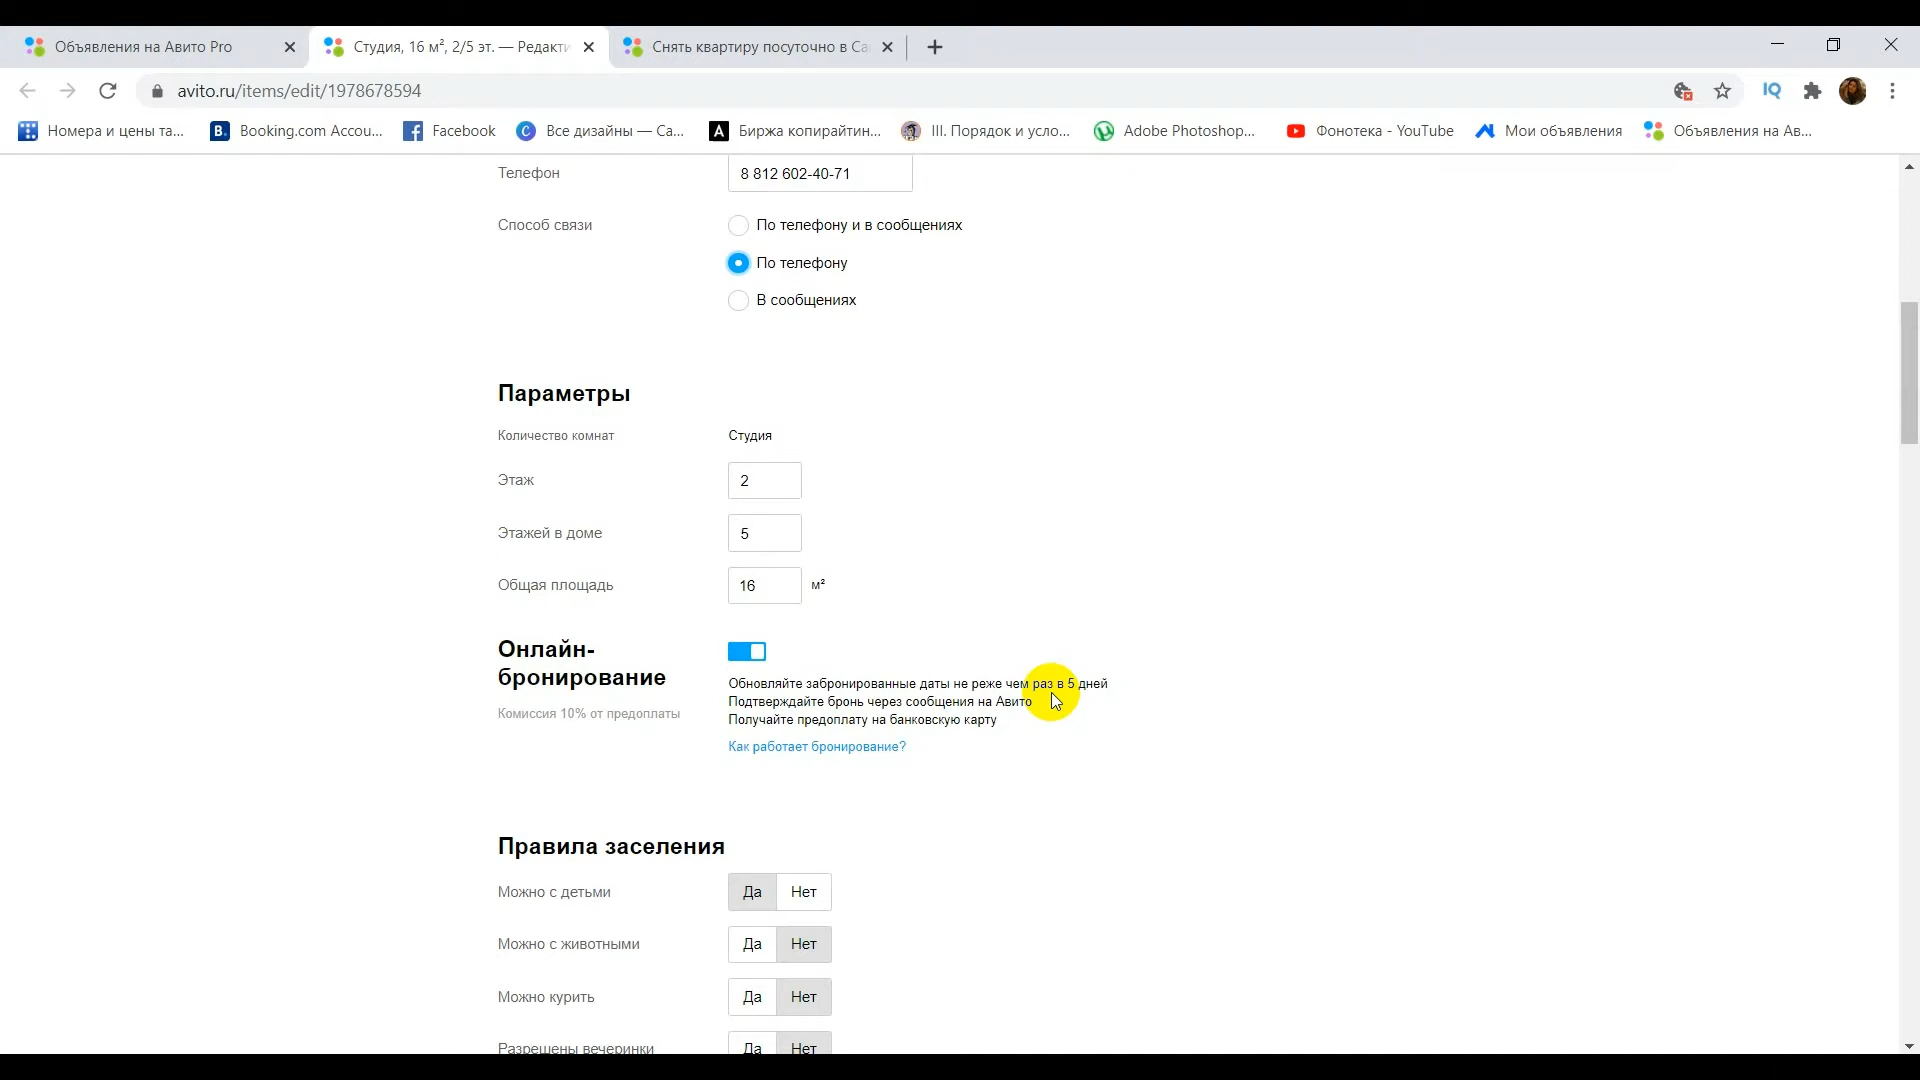 Объявления на Авито Pro
Студия, 16 м², 2/5 эт. — Редакти
Снять квартиру посуточно в Са
avito.ru/items/edit/1978678594
IQ
Номера и цены та...
B. Booking.com Accou...
Facebook
C Все дизайны — Ca...
A Биржа копирайтин...
III. Порядок и усло...
Adobe Photoshop...
Фонотека - YouTube
Мои объявления
Объявления на Ав...
Телефон
8 812 602-40-71
Способ связи
По телефону и в сообщениях
По телефону
В сообщениях
Параметры
Количество комнат
Студия
Этаж
2
Этажей в доме
5
Общая площадь
16 м²
Онлайн-
бронирование
Комиссия 10% от предоплаты
Обновляйте забронированные даты не реже чем раз в 5 дней
Подтверждайте бронь через сообщения на Авито
Получайте предоплату на банковскую карту
Как работает бронирование?
Правила заселения
Можно с детьми
Да Нет
Можно с животными
Да Нет
Можно курить
Да Нет
Разрешены вечеринки
Да Нет